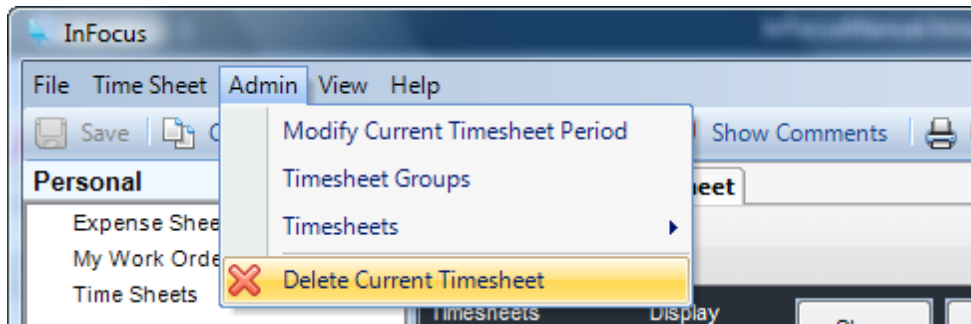 InFocus
File Time Sheet Admin View Help
Save Show Comments
Modify Current Timesheet Period
Timesheet Groups
Timesheets
Delete Current Timesheet
Personal
Expense Shee
My Work Orde
Time Sheets
eet
Timesheets Display